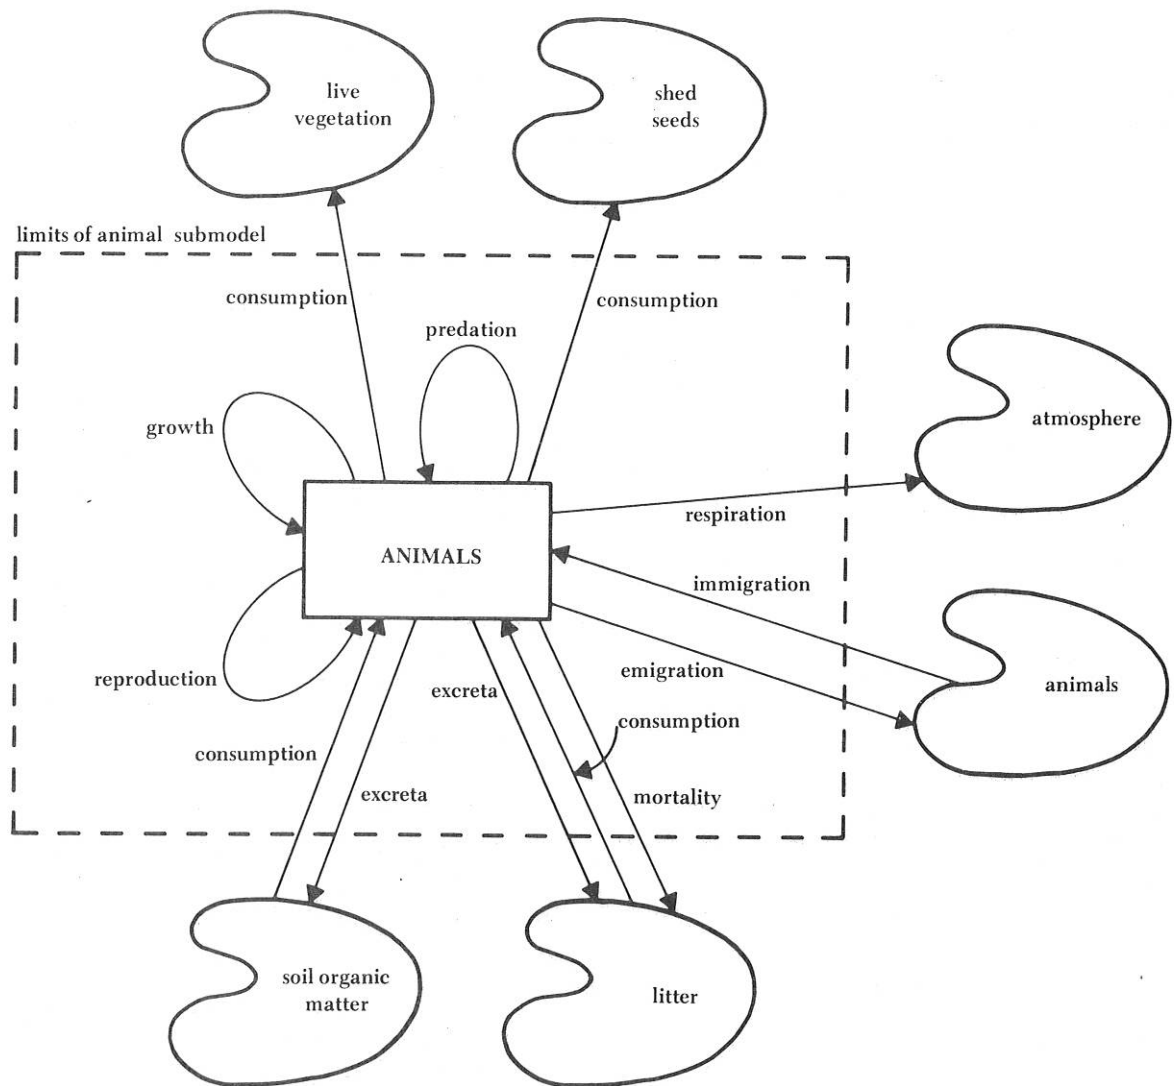 live
vegetation
shed
seeds
limits of animal submodel
consumption
consumption
predation
growth
atmosphere
respiration
ANIMALS
immigration
reproduction
excreta
emigration
animals
consumption
consumption
excreta
mortality
soil organic
matter
litter